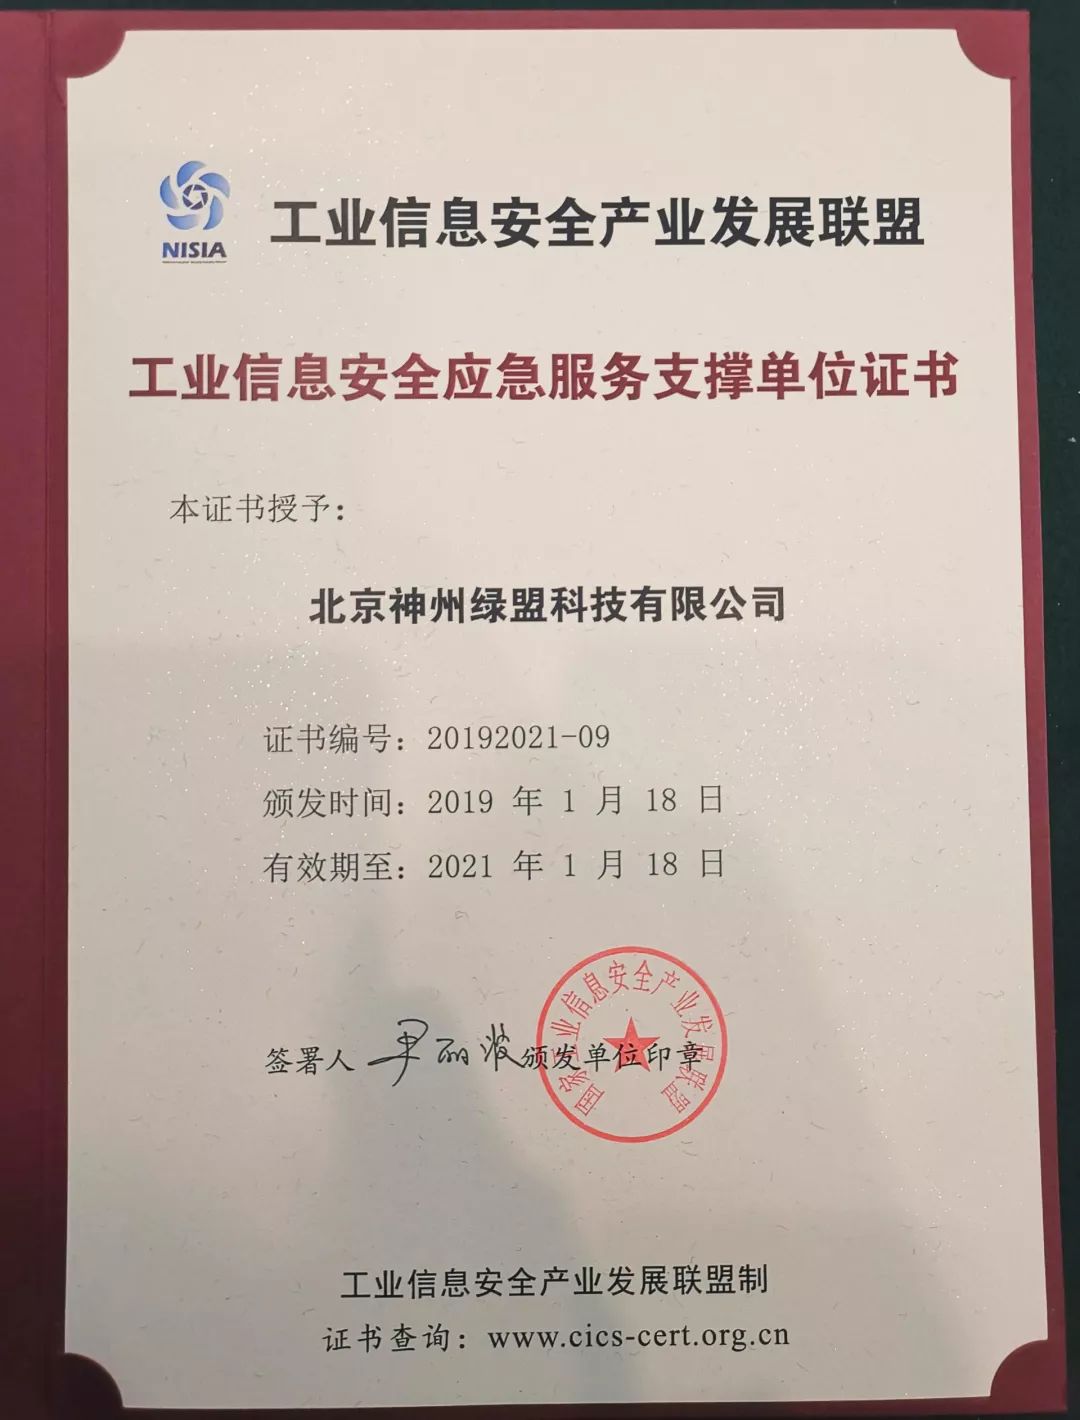 NISIA
工业信息安全产业发展联盟
工业信息安全应急服务支撑单位证书
本证书授予：
北京神州绿盟科技有限公司
证书编号：20192021-09
颁发时间：2019 年 1 月 18 日
有效期至：2021 年 1 月 18 日
签署人 尹丽波 颁发单位印章
国家工业信息安全产业发展联盟
工业信息安全产业发展联盟制
证书查询：www.cics-cert.org.cn